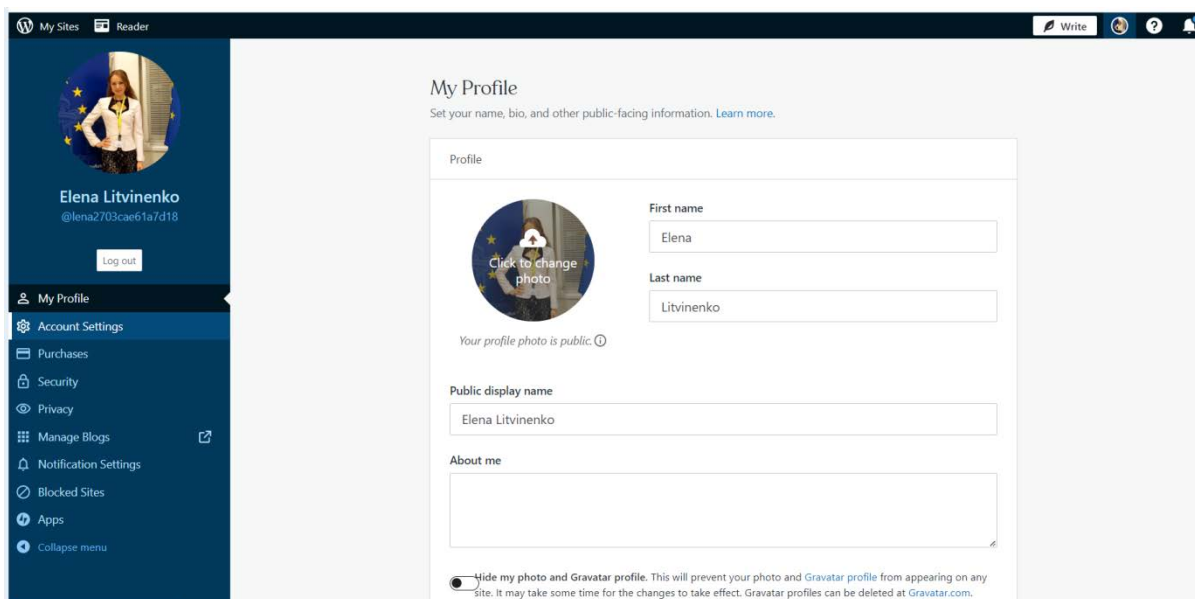 My Sites Reader Write
Elena Litvinenko
@lena2703cae61a7d18
Log out
My Profile
Account Settings
Purchases
Security
Privacy
Manage Blogs
Notification Settings
Blocked Sites
Apps
Collapse menu
My Profile
Set your name, bio, and other public-facing information. Learn more.
Profile
Click to change
photo
Your profile photo is public.
First name
Elena
Last name
Litvinenko
Public display name
Elena Litvinenko
About me
Hide my photo and Gravatar profile. This will prevent your photo and Gravatar profile from appearing on any
site. It may take some time for the changes to take effect. Gravatar profiles can be deleted at Gravatar.com.